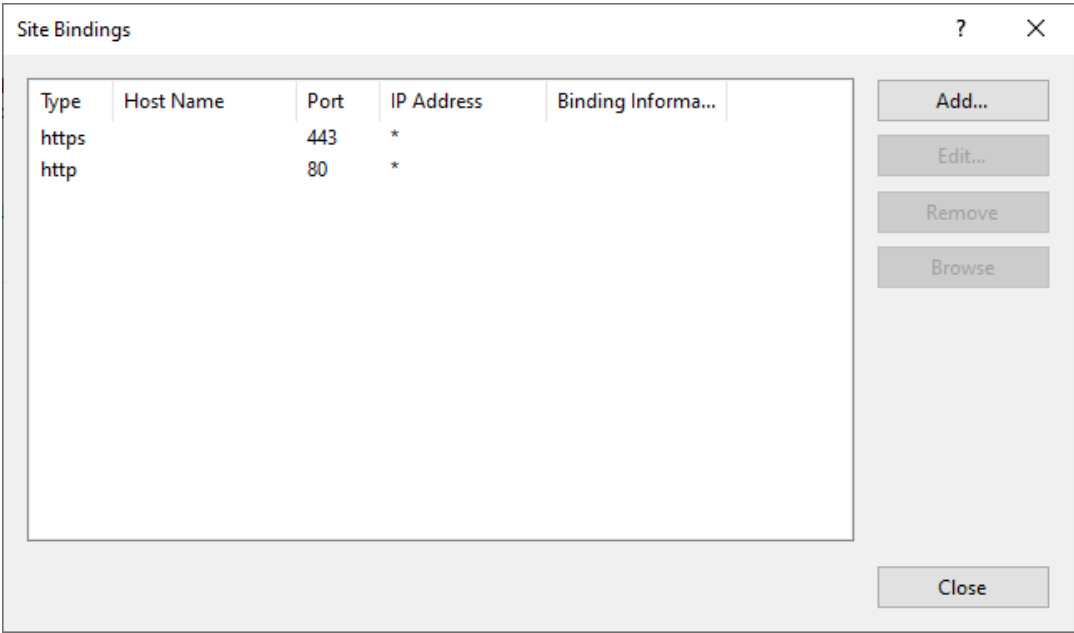 Site Bindings ?
Type Host Name Port IP Address Binding Informa...
https 443 *
http 80 *
Add...
Edit...
Remove
Browse
Close